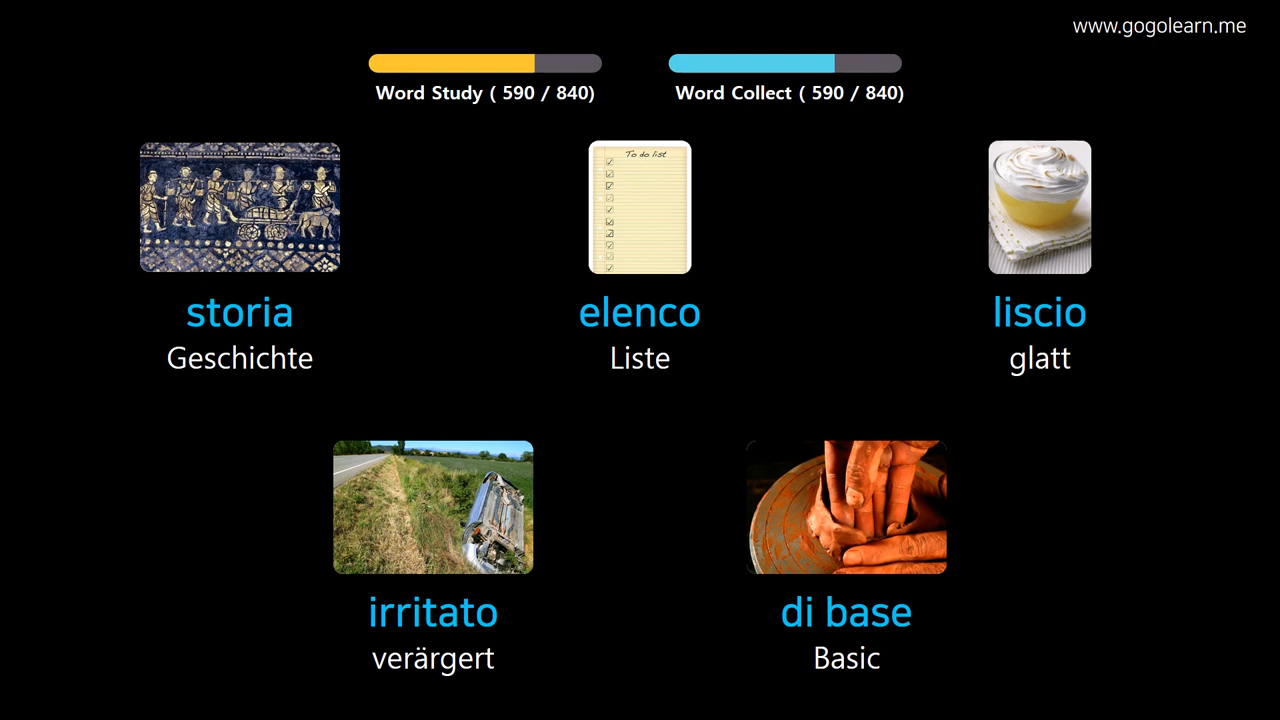 www.gogolearn.me
Word Study ( 590 / 840)
Word Collect ( 590 / 840)
To do list
storia
Geschichte
elenco
Liste
liscio
glatt
irritato
verärgert
di base
Basic